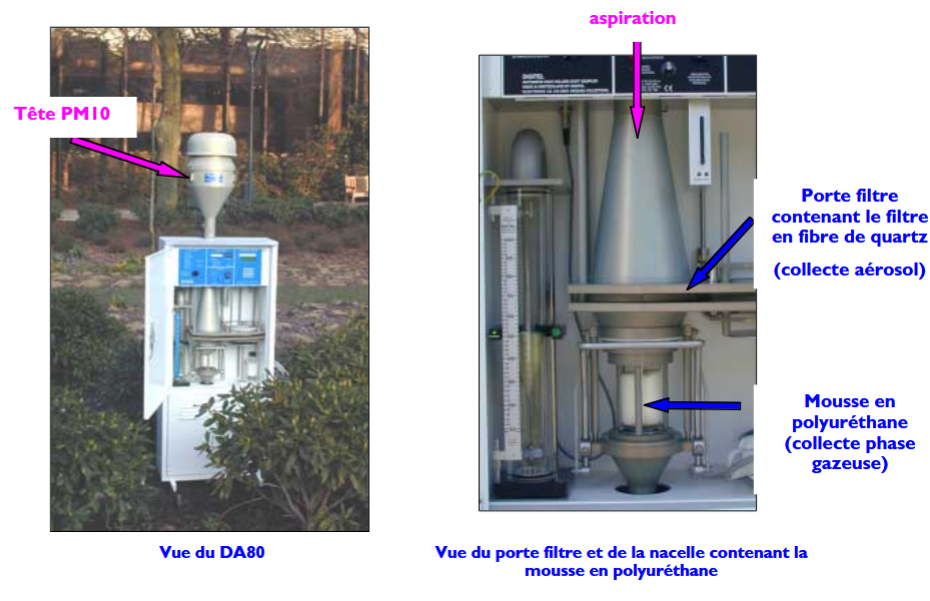 aspiration
Tête PM10
DIGITEL
Porte filtre
contenant le filtre
en fibre de quartz
(collecte aérosol)
Mousse en
polyuréthane
(collecte phase
gazeuse)
Vue du DA80
Vue du porte filtre et de la nacelle contenant la
mousse en polyuréthane